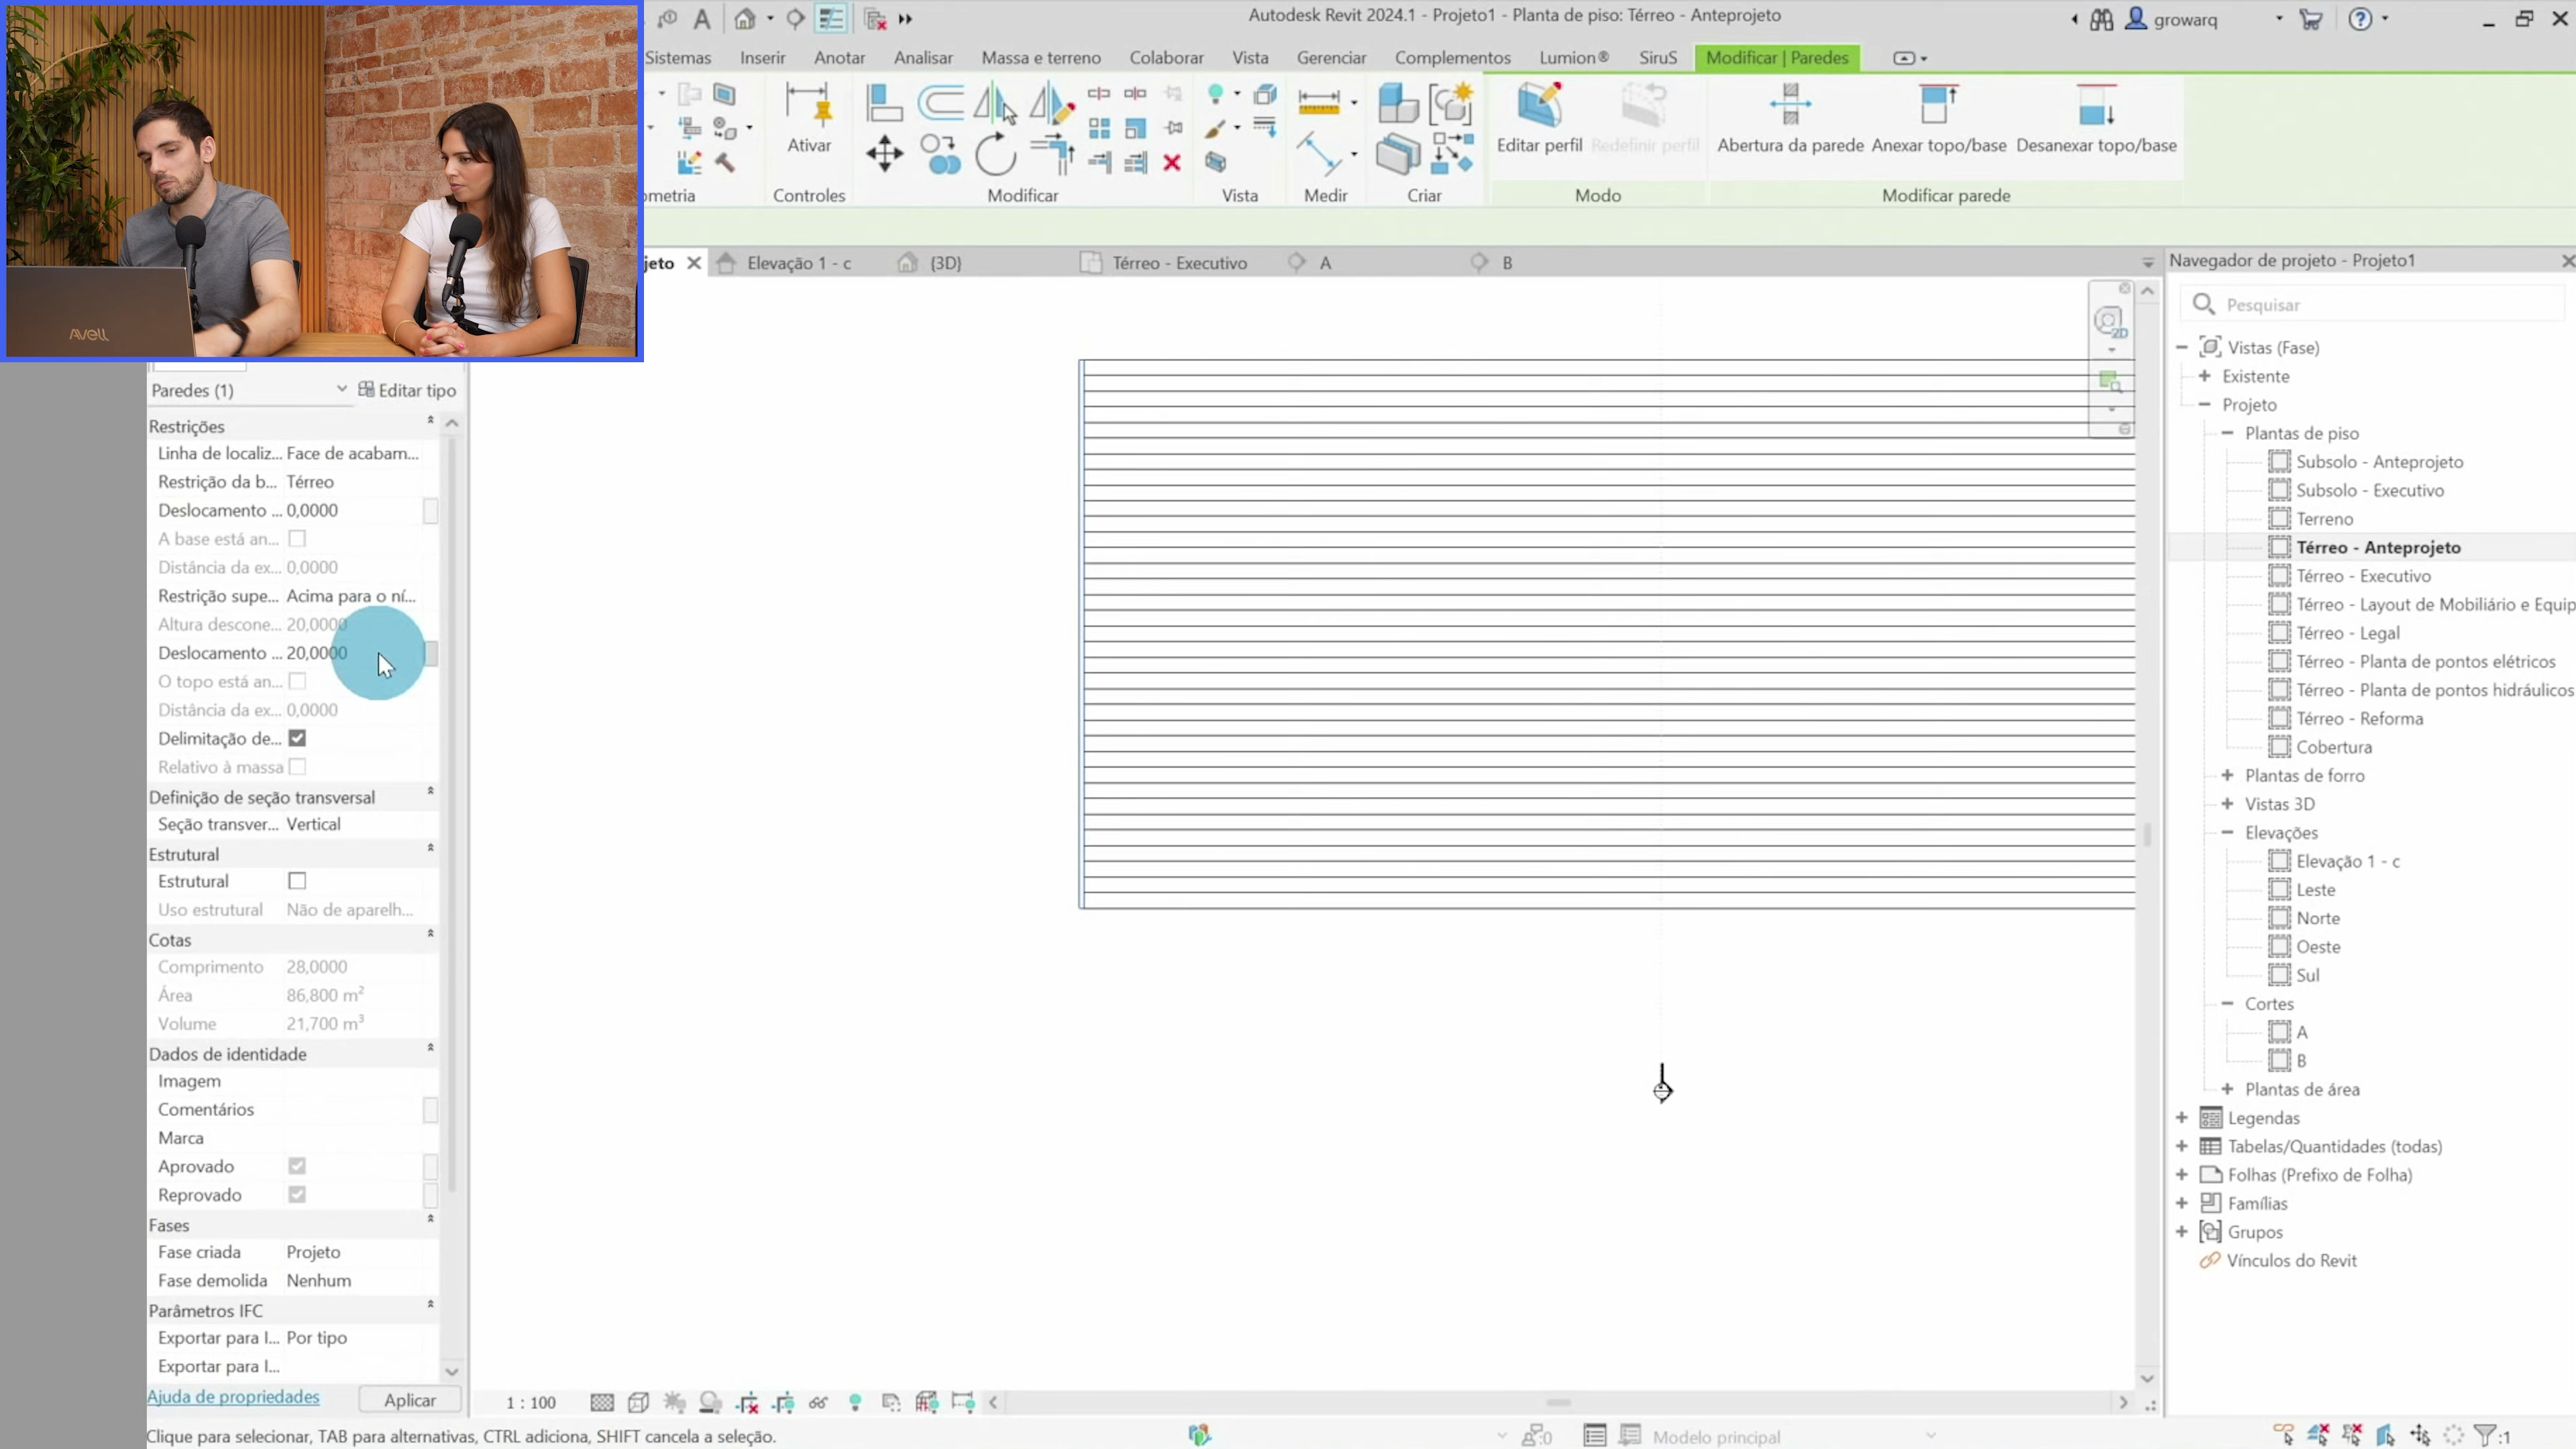 Autodesk Revit 2024.1 - Projeto1 - Planta de piso: Térreo - Anteprojeto
growarq
Sistemas
Inserir
Anotar
Analisar
Massa e terreno
Colaborar
Vista
Gerenciar
Complementos
Lumion®
SiruS
Modificar | Paredes
Ativar
Editar perfil
Redefinir perfil
Abertura da parede
Anexar topo/base
Desanexar topo/base
ometria
Controles
Modificar
Vista
Medir
Criar
Modo
Modificar parede
jeto
Elevação 1 - c
{3D}
Térreo - Executivo
A
B
AVELL
2D
Paredes (1)
Editar tipo
Restrições
Linha de localiz... Face de acabam...
Restrição da b... Térreo
Deslocamento ... 0,0000
A base está an...
Distância da ex... 0,0000
Restrição supe... Acima para o ní...
Altura descone... 20,0000
Deslocamento ... 20,0000
O topo está an...
Distância da ex... 0,0000
Delimitação de...
Relativo à massa
Definição de seção transversal
Seção transver... Vertical
Estrutural
Estrutural
Uso estrutural Não de aparelh...
Cotas
Comprimento 28,0000
Área 86,800 m²
Volume 21,700 m³
Dados de identidade
Imagem
Comentários
Marca
Aprovado
Reprovado
Fases
Fase criada Projeto
Fase demolida Nenhum
Parâmetros IFC
Exportar para I... Por tipo
Exportar para I...
Ajuda de propriedades
Aplicar
1 : 100
Clique para selecionar, TAB para alternativas, CTRL adiciona, SHIFT cancela a seleção.
:0
Modelo principal
:1
Navegador de projeto - Projeto1
Pesquisar
Vistas (Fase)
Existente
Projeto
Plantas de piso
Subsolo - Anteprojeto
Subsolo - Executivo
Terreno
Térreo - Anteprojeto
Térreo - Executivo
Térreo - Layout de Mobiliário e Equip
Térreo - Legal
Térreo - Planta de pontos elétricos
Térreo - Planta de pontos hidráulicos
Térreo - Reforma
Cobertura
Plantas de forro
Vistas 3D
Elevações
Elevação 1 - c
Leste
Norte
Oeste
Sul
Cortes
A
B
Plantas de área
Legendas
Tabelas/Quantidades (todas)
Folhas (Prefixo de Folha)
Famílias
Grupos
Vínculos do Revit